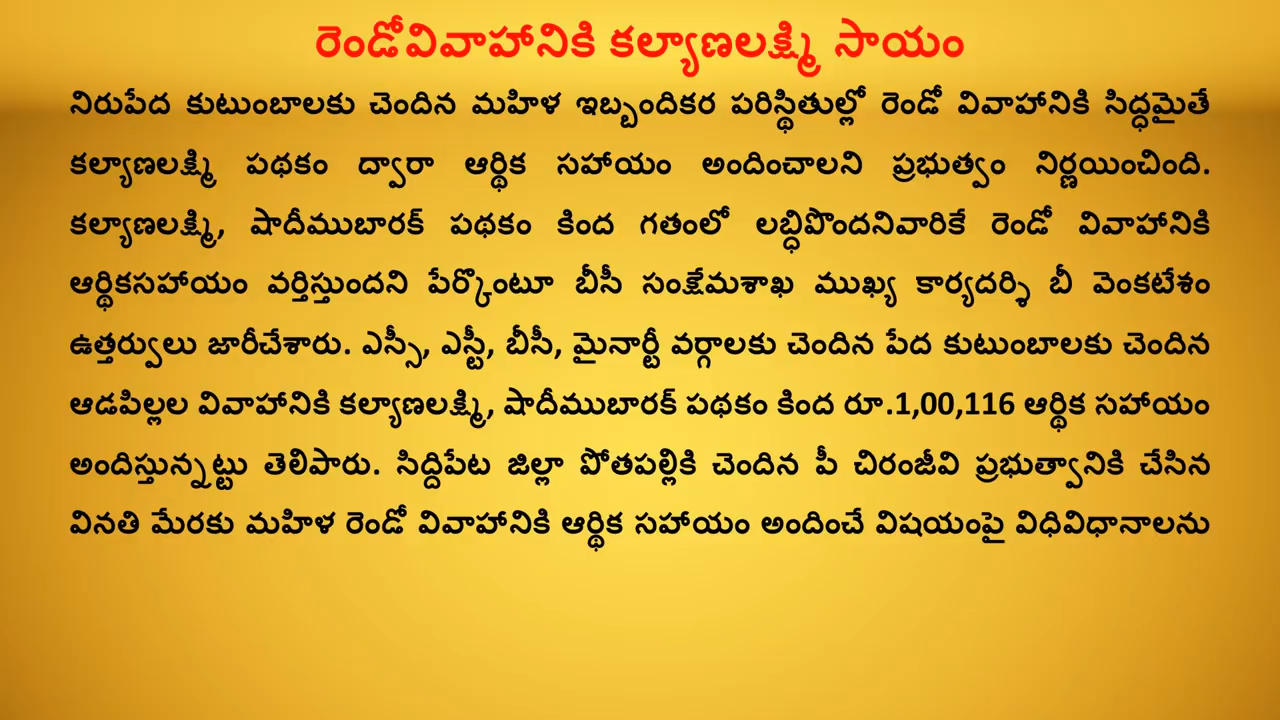 రెండోవివాహానికి కల్యాణలక్ష్మి సాయం
నిరుపేద కుటుంబాలకు చెందిన మహిళ ఇబ్బందికర పరిస్థితుల్లో రెండో వివాహానికి సిద్ధమైతే
కల్యాణలక్ష్మి పథకం ద్వారా ఆర్థిక సహాయం అందించాలని ప్రభుత్వం నిర్ణయించింది.
కల్యాణలక్ష్మి, షాదీముబారక్ పథకం కింద గతంలో లబ్ధిపొందనివారికే రెండో వివాహానికి
ఆర్థికసహాయం వర్తిస్తుందని పేర్కొంటూ బీసీ సంక్షేమశాఖ ముఖ్య కార్యదర్శి బీ వెంకటేశం
ఉత్తర్వులు జారీచేశారు. ఎస్సీ, ఎస్టీ, బీసీ, మైనార్టీ వర్గాలకు చెందిన పేద కుటుంబాలకు చెందిన
ఆడపిల్లల వివాహానికి కల్యాణలక్ష్మి, షాదీముబారక్ పథకం కింద రూ.1,00,116 ఆర్థిక సహాయం
అందిస్తున్నట్టు తెలిపారు. సిద్దిపేట జిల్లా పోతపల్లికి చెందిన పీ చిరంజీవి ప్రభుత్వానికి చేసిన
వినతి మేరకు మహిళ రెండో వివాహానికి ఆర్థిక సహాయం అందించే విషయంపై విధివిధానాలను